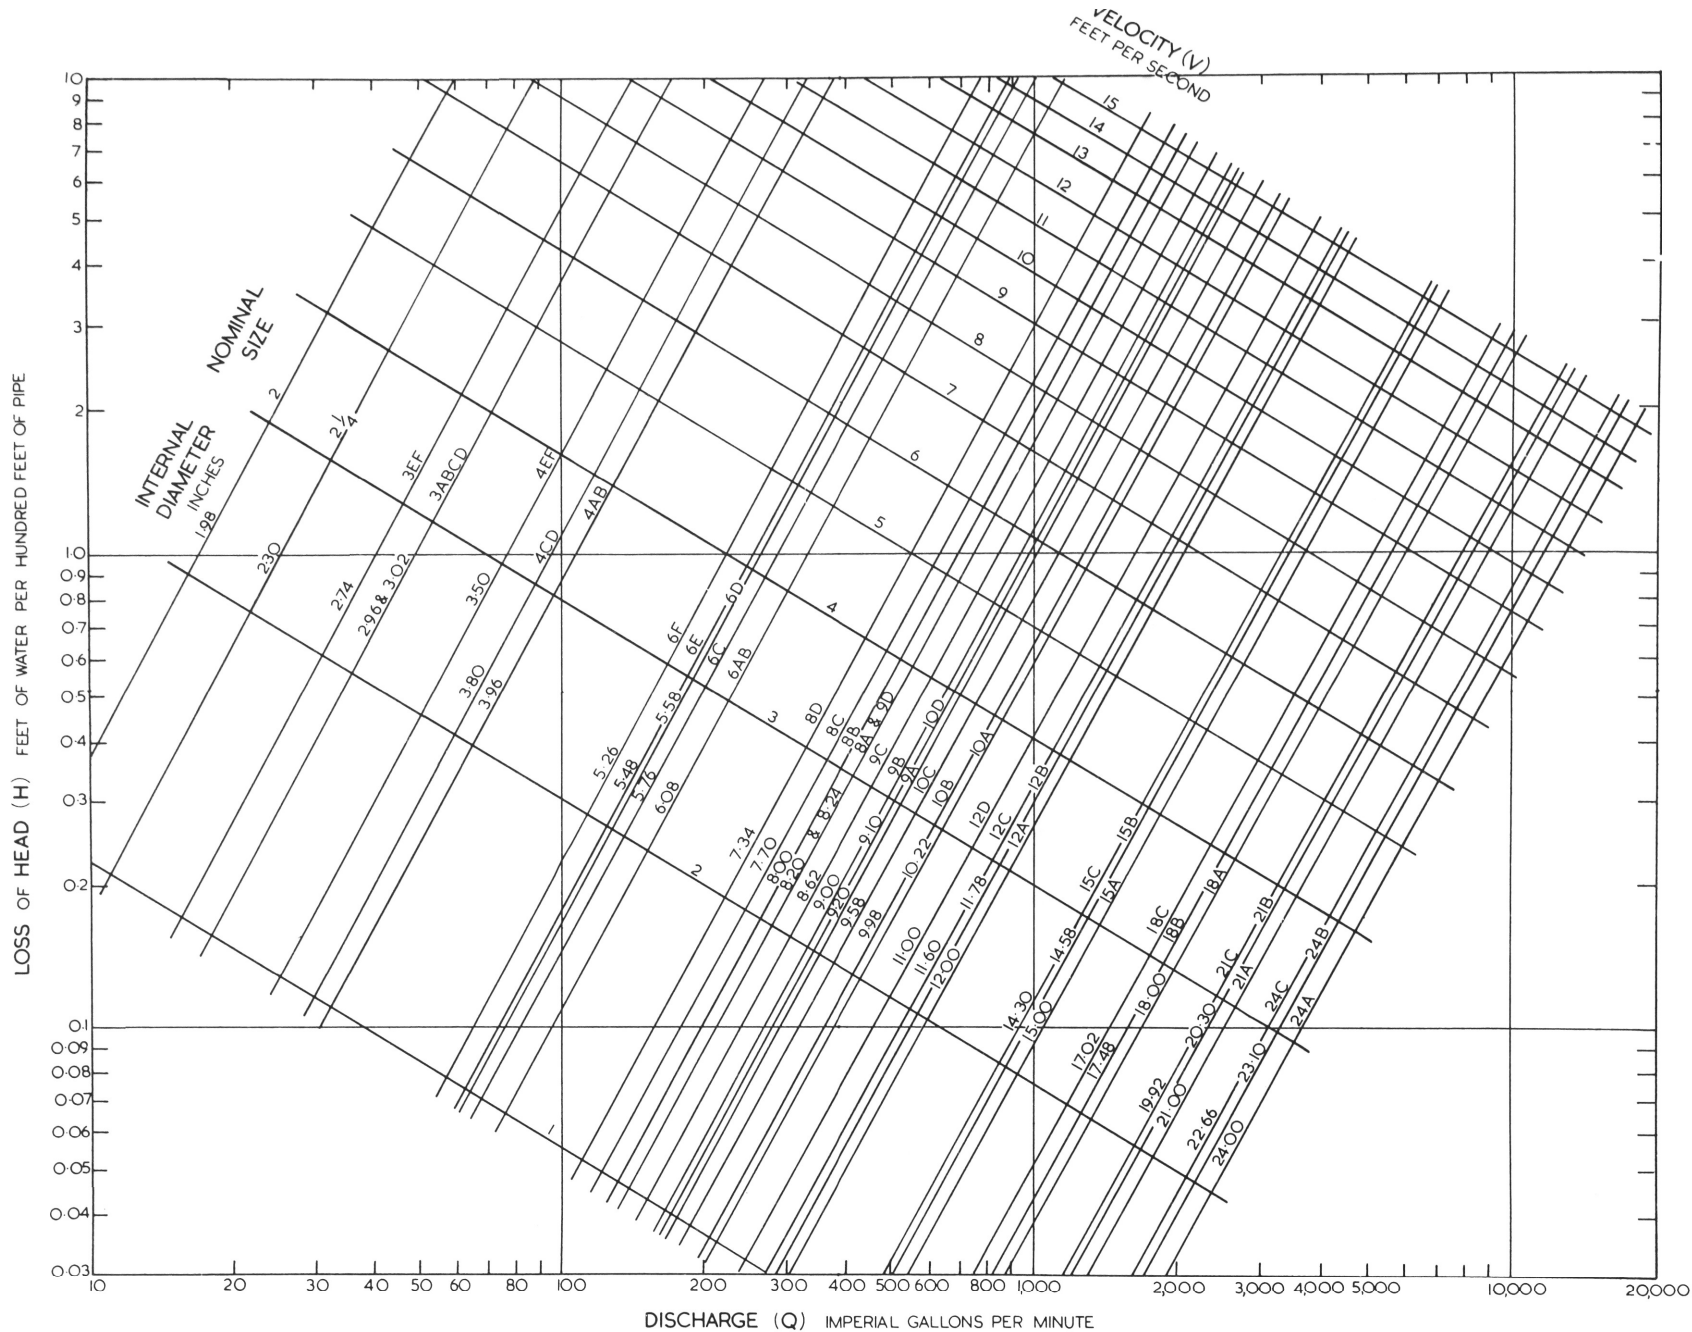 VELOCITY (V)
FEET PER SECOND
10
9
8
7
6
5
4
3
2
1·0
0·9
0·8
0·7
0·6
0·5
0·4
0·3
0·2
0·1
0·09
0·08
0·07
0·06
0·05
0·04
0·03
LOSS OF HEAD (H) FEET OF WATER PER HUNDRED FEET OF PIPE
NOMINAL
SIZE
INTERNAL
DIAMETER
INCHES
15
14
13
12
11
10
9
8
7
6
5
4
3
2
1
2
2¼
3EF
3ABCD
4EF
4CD
4AB
6F
6E
6D
6C
6AB
8D
8C
8B
8A & 9D
9C
9B
9A
10D
10C
10B
10A
12D
12C
12B
12A
15C
15B
15A
18C
18B
18A
21C
21B
21A
24C
24B
24A
1·98
2·30
2·74
2·96 & 3·02
3·50
3·80
3·96
5·26
5·48
5·58
5·76
6·08
7·34
7·70
8·00
8·20 & 8·24
8·62
9·00
9·10
9·20
9·58
9·98
10·22
11·00
11·60
11·78
12·00
14·30
14·58
15·00
17·02
17·48
18·00
19·92
20·30
21·00
22·66
23·10
24·00
10
20
30
40
50
60
80
100
200
300
400
500
600
800
1000
2,000
3,000
4,000
5,000
10,000
20,000
DISCHARGE (Q) IMPERIAL GALLONS PER MINUTE